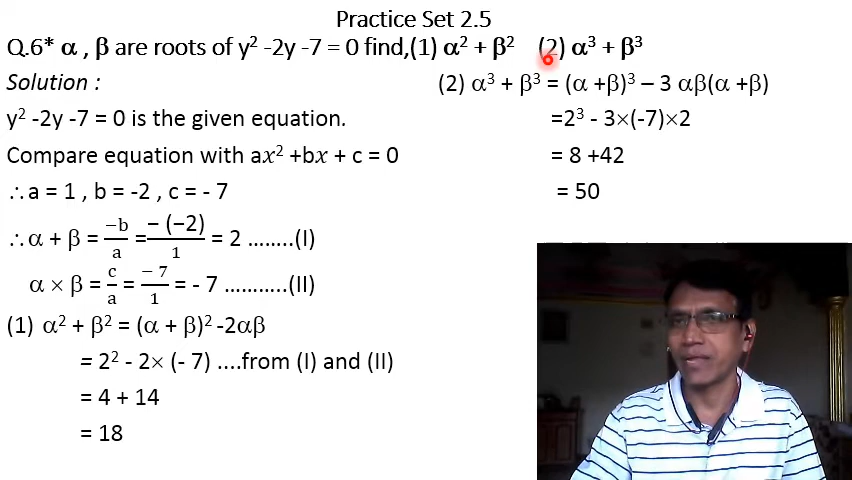 Practice Set 2.5
Q.6* α , β are roots of y² -2y -7 = 0 find,(1) α² + β² (2) α³ + β³
Solution :
y² -2y -7 = 0 is the given equation.
Compare equation with a𝑥² +b𝑥 + c = 0
∴ a = 1 , b = -2 , c = - 7
∴ α + β = −b/a = − (−2)/1 = 2 ........(I)
α × β = c/a = − 7/1 = - 7 ...........(II)
(1) α² + β² = (α + β)² -2αβ
= 2² - 2× (- 7) ....from (I) and (II)
= 4 + 14
= 18
(2) α³ + β³ = (α +β)³ – 3 αβ(α +β)
=2³ - 3×(-7)×2
= 8 +42
= 50